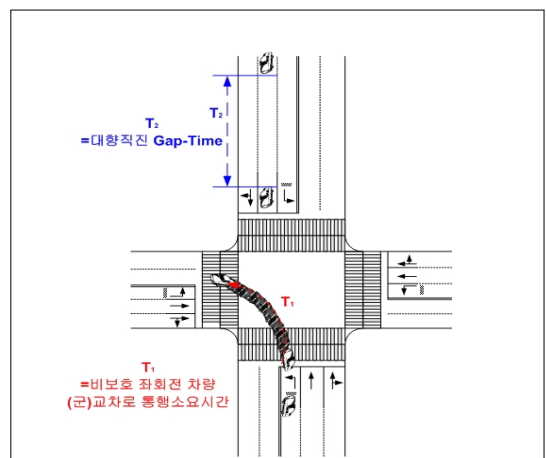 T₂
T₂
=대향직진 Gap-Time
T₁
T₁
=비보호 좌회전 차량
(군)교차로 통행소요시간